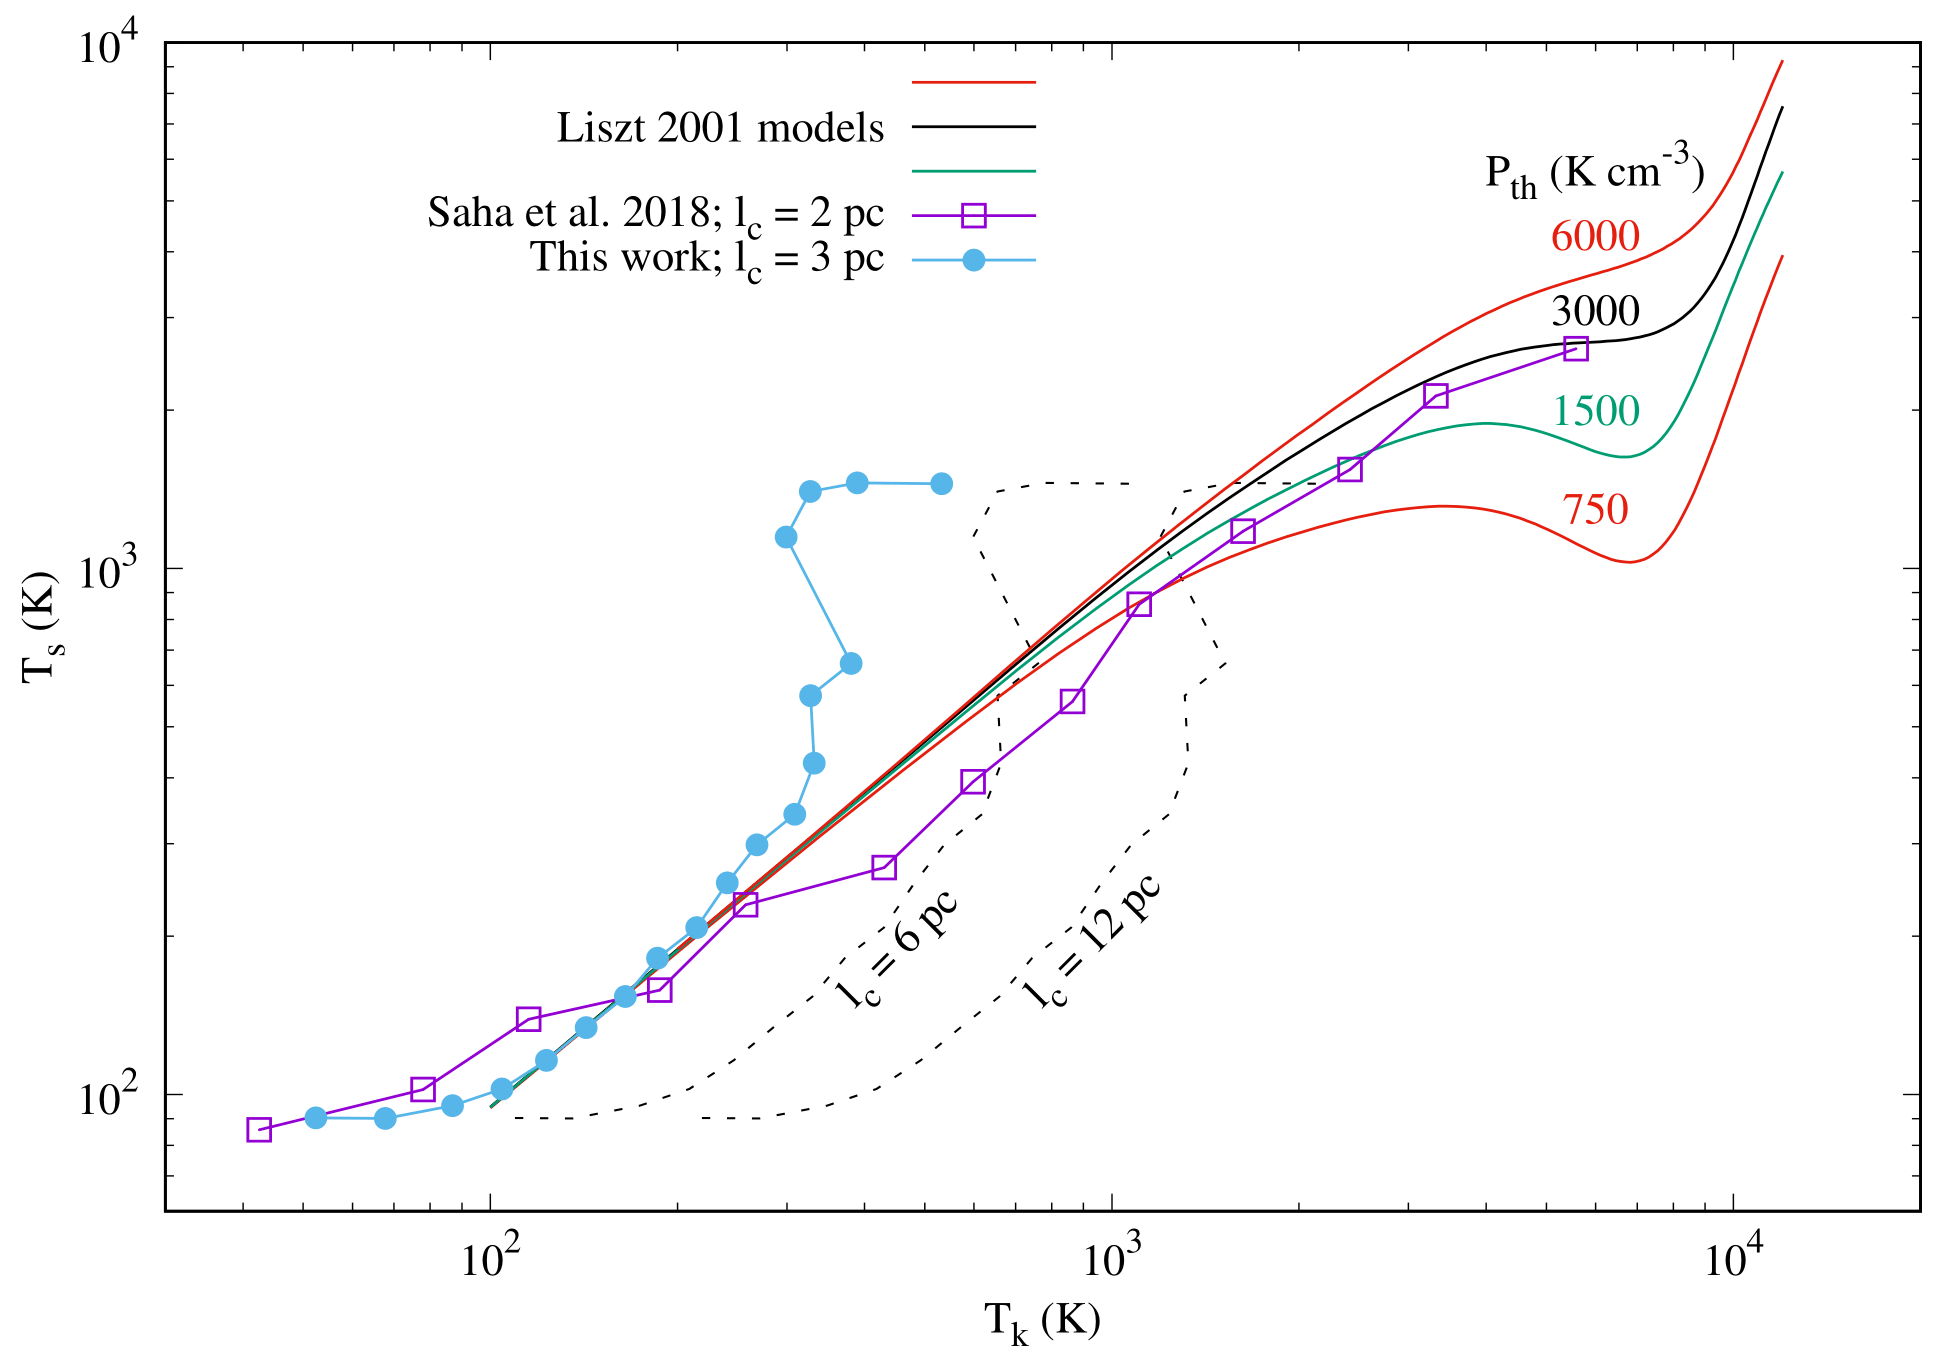 10^4
Liszt 2001 models
P_th (K cm^-3)
Saha et al. 2018; l_c = 2 pc
6000
This work; l_c = 3 pc
3000
1500
750
10^3
T_s (K)
l_c = 6 pc
l_c = 12 pc
10^2
10^2
10^3
10^4
T_k (K)